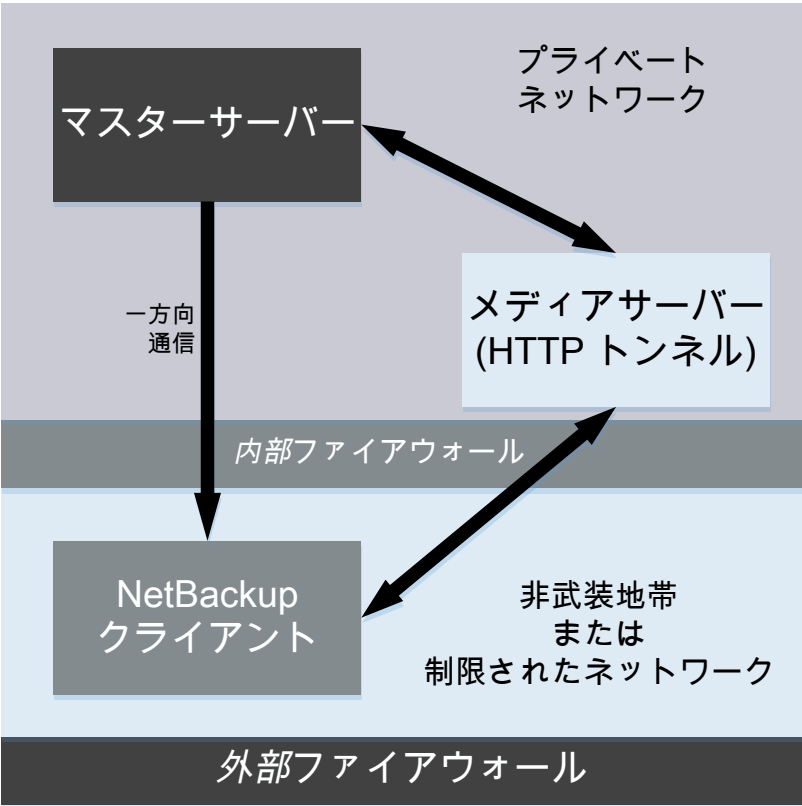 プライベート
ネットワーク
マスターサーバー
メディアサーバー
(HTTP トンネル)
一方向
通信
内部ファイアウォール
NetBackup
クライアント
非武装地帯
または
制限されたネットワーク
外部ファイアウォール